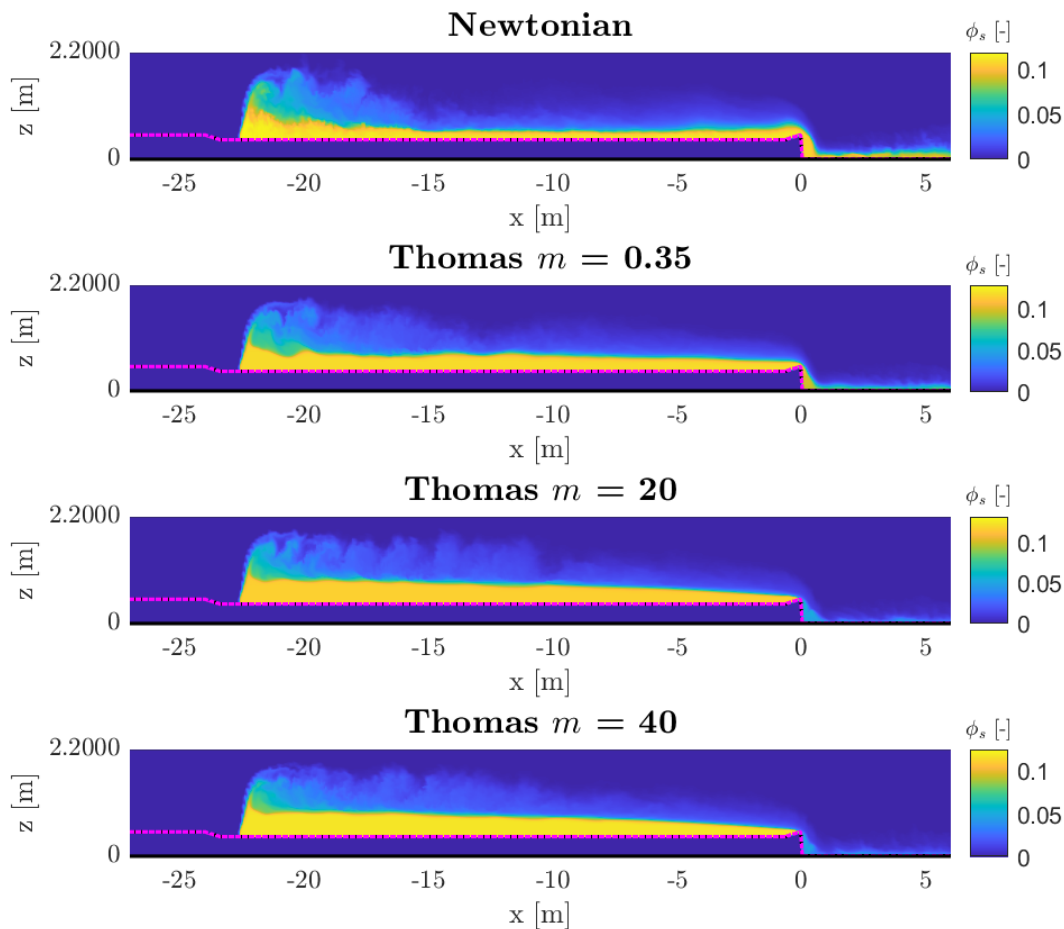 Newtonian
ϕs [-]
2.2000
z [m]
0
0.1
0.05
0
-25 -20 -15 -10 -5 0 5
x [m]
Thomas m = 0.35
ϕs [-]
2.2000
z [m]
0
0.1
0.05
0
-25 -20 -15 -10 -5 0 5
x [m]
Thomas m = 20
ϕs [-]
2.2000
z [m]
0
0.1
0.05
0
-25 -20 -15 -10 -5 0 5
x [m]
Thomas m = 40
ϕs [-]
2.2000
z [m]
0
0.1
0.05
0
-25 -20 -15 -10 -5 0 5
x [m]